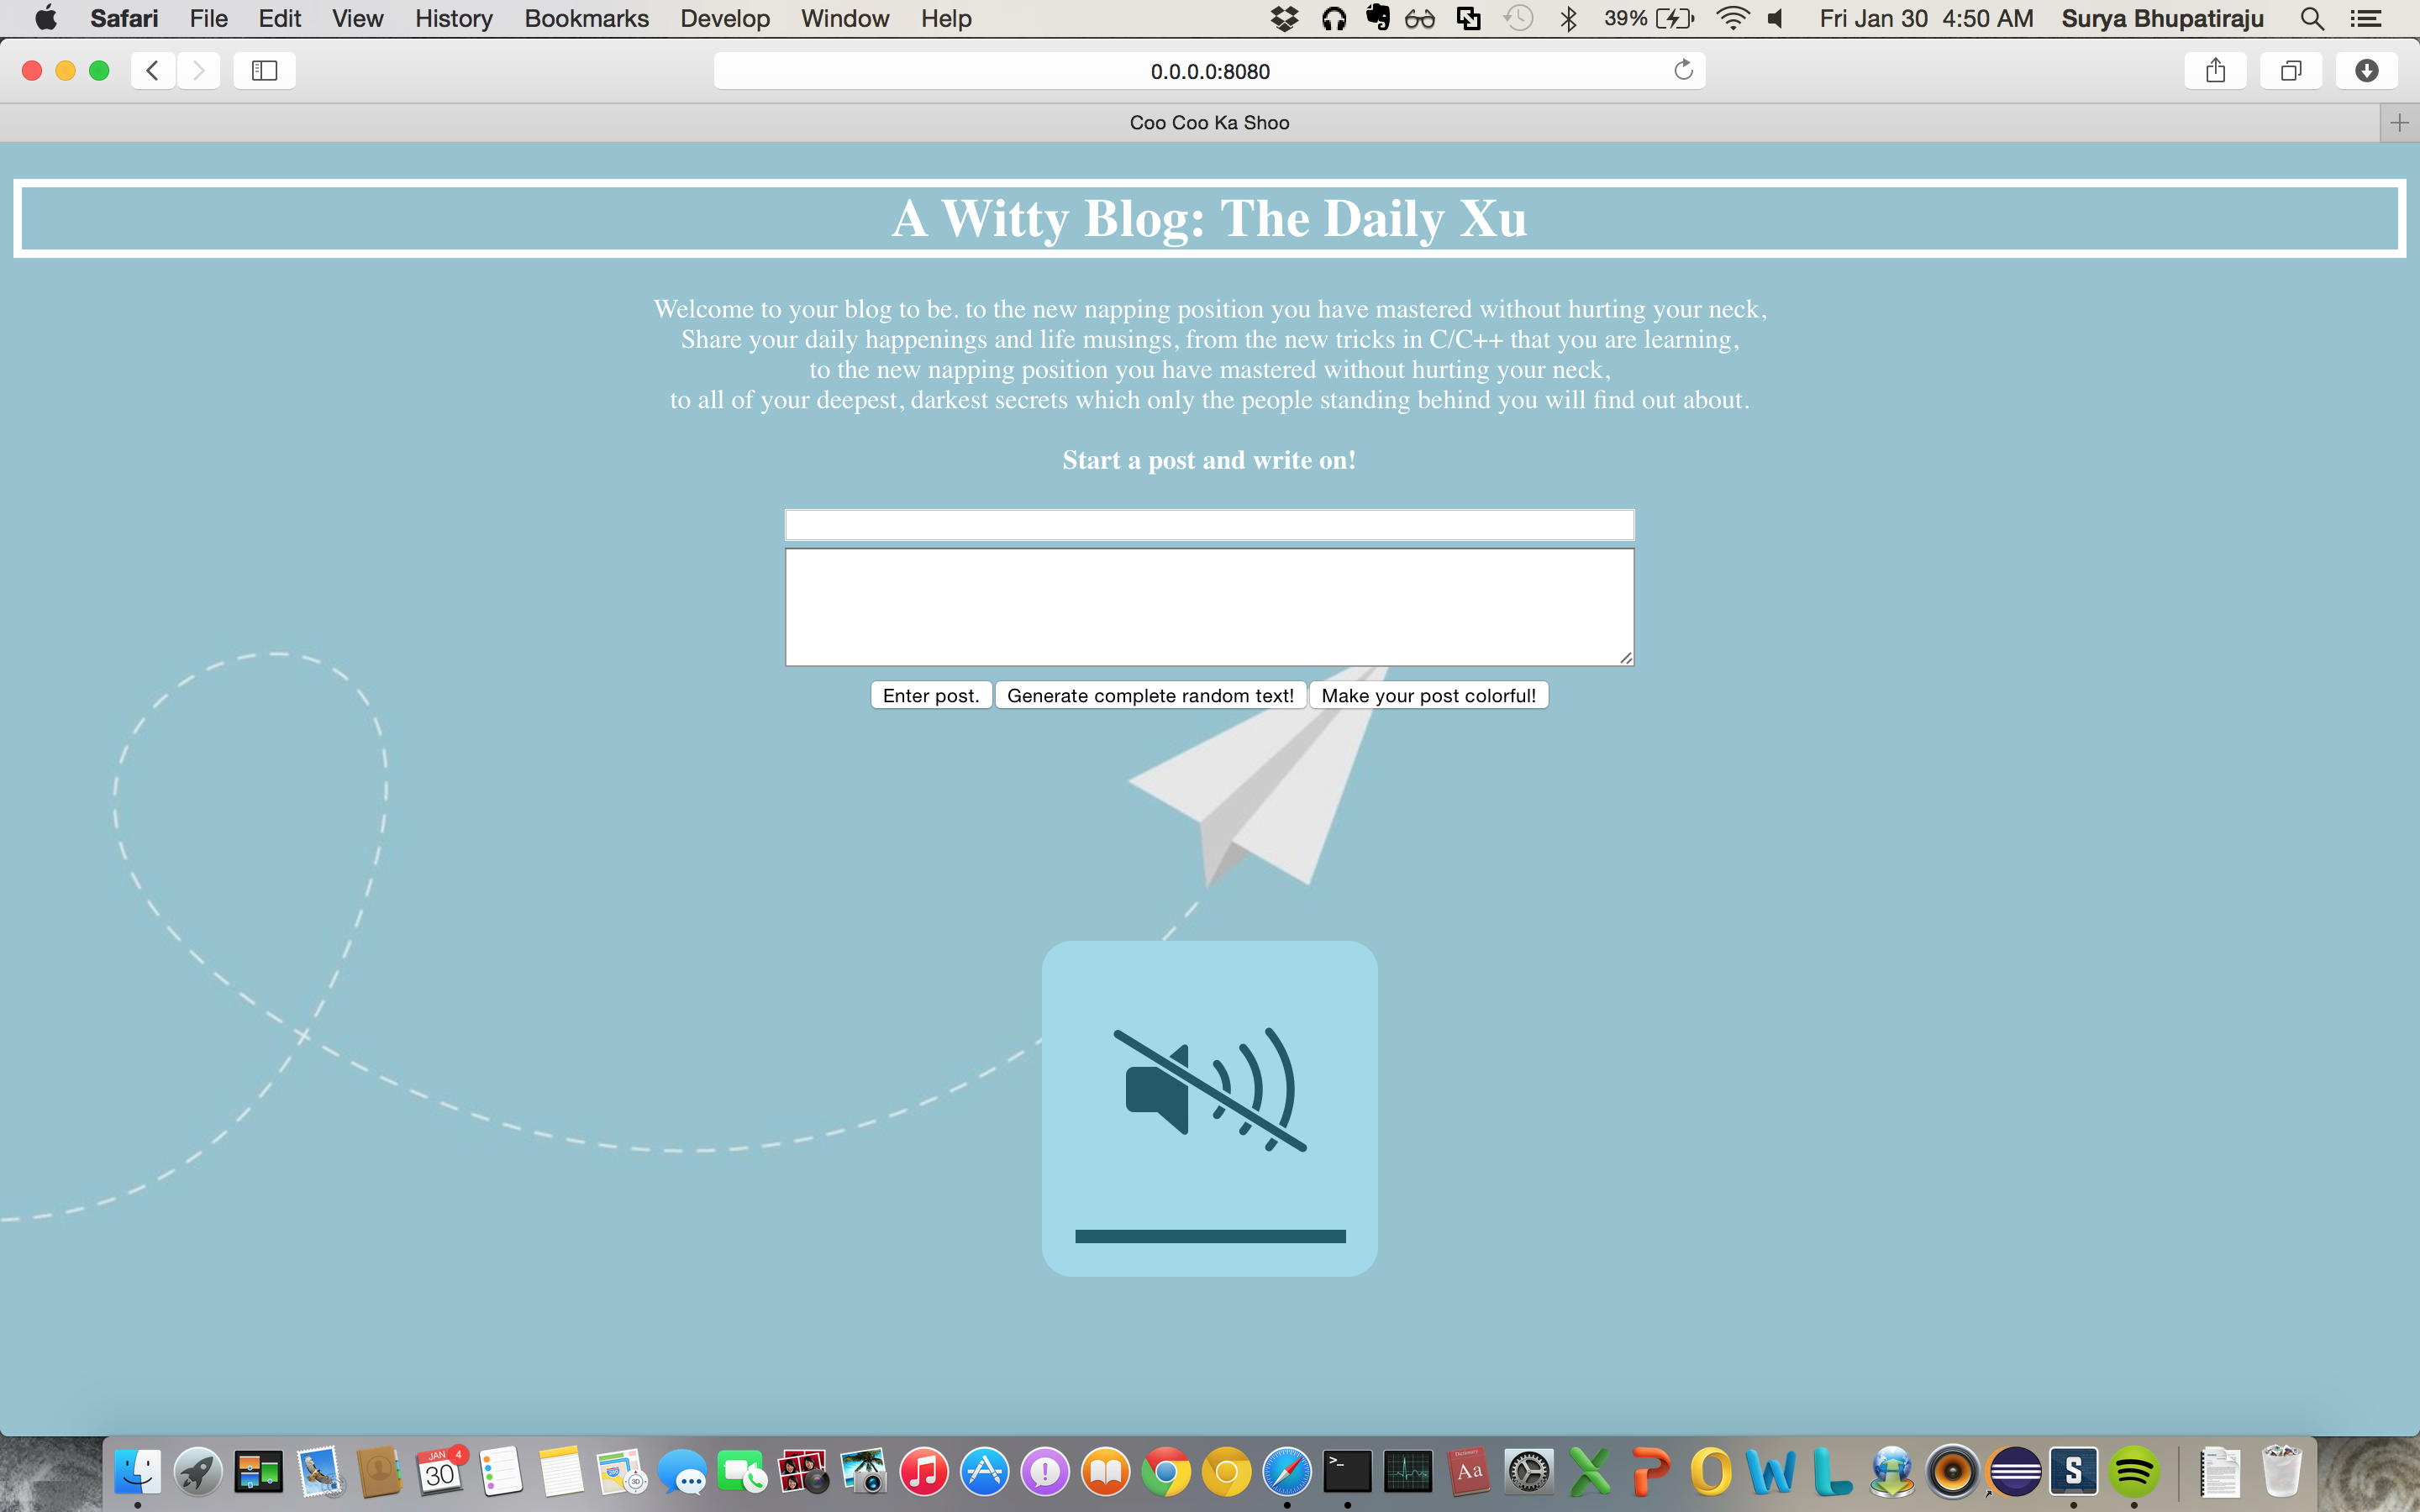 Safari File Edit View History Bookmarks Develop Window Help 39% Fri Jan 30 4:50 AM Surya Bhupatiraju
0.0.0.0:8080
Coo Coo Ka Shoo
A Witty Blog: The Daily Xu
Welcome to your blog to be. to the new napping position you have mastered without hurting your neck,
Share your daily happenings and life musings, from the new tricks in C/C++ that you are learning,
to the new napping position you have mastered without hurting your neck,
to all of your deepest, darkest secrets which only the people standing behind you will find out about.
Start a post and write on!
Enter post. Generate complete random text! Make your post colorful!
JAN 4
30 3D >_ Aa X P O W L S